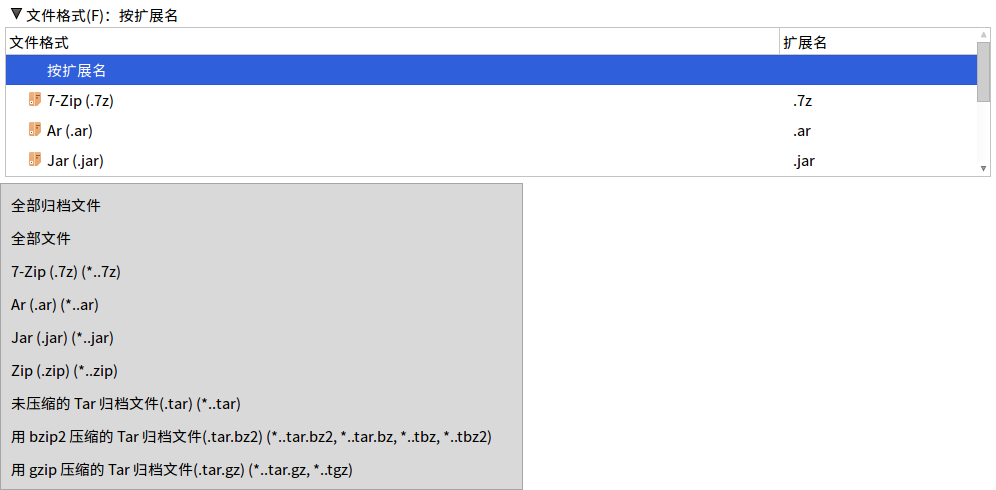 文件格式(F)：按扩展名
文件格式 扩展名
按扩展名
7-Zip (.7z) .7z
Ar (.ar) .ar
Jar (.jar) .jar
全部归档文件
全部文件
7-Zip (.7z) (*..7z)
Ar (.ar) (*..ar)
Jar (.jar) (*..jar)
Zip (.zip) (*..zip)
未压缩的 Tar 归档文件(.tar) (*..tar)
用 bzip2 压缩的 Tar 归档文件(.tar.bz2) (*..tar.bz2, *..tar.bz, *..tbz, *..tbz2)
用 gzip 压缩的 Tar 归档文件(.tar.gz) (*..tar.gz, *..tgz)